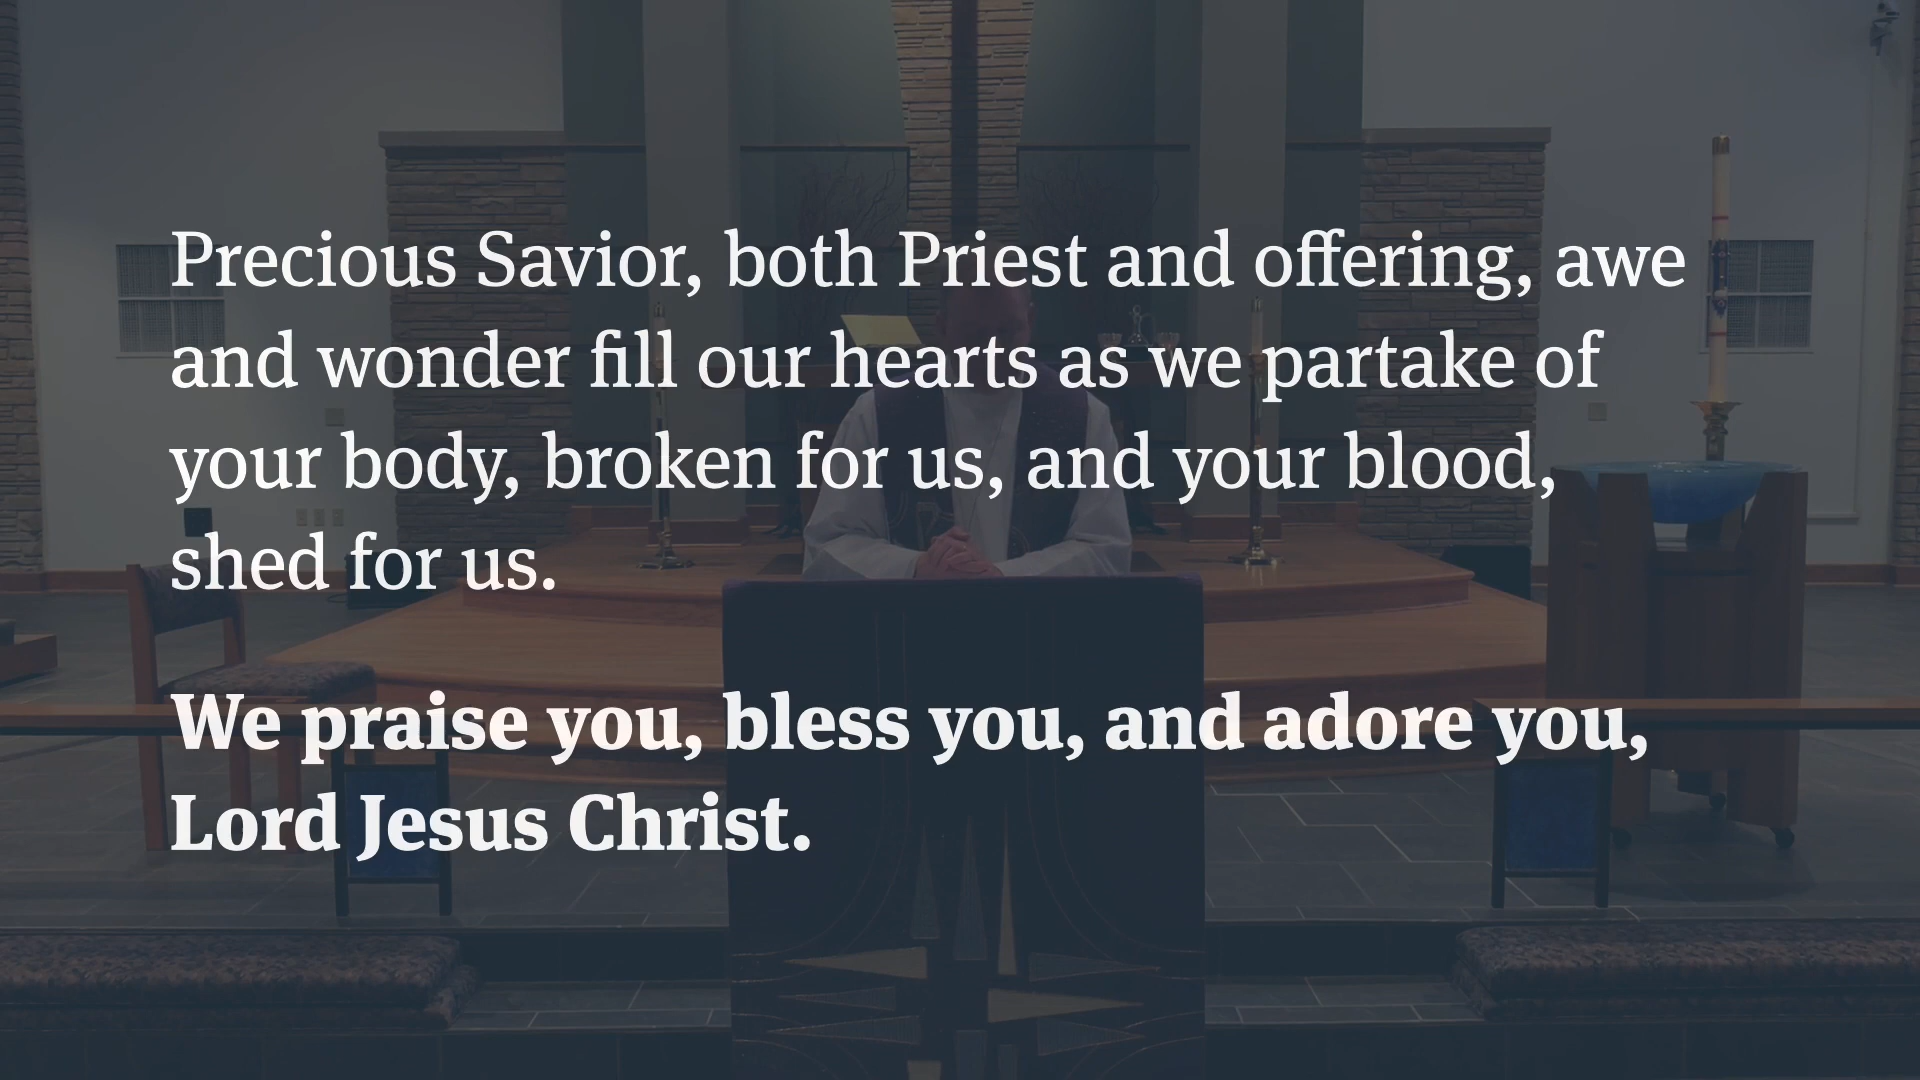 Precious Savior, both Priest and offering, awe
and wonder fill our hearts as we partake of
your body, broken for us, and your blood,
shed for us.
We praise you, bless you, and adore you,
Lord Jesus Christ.